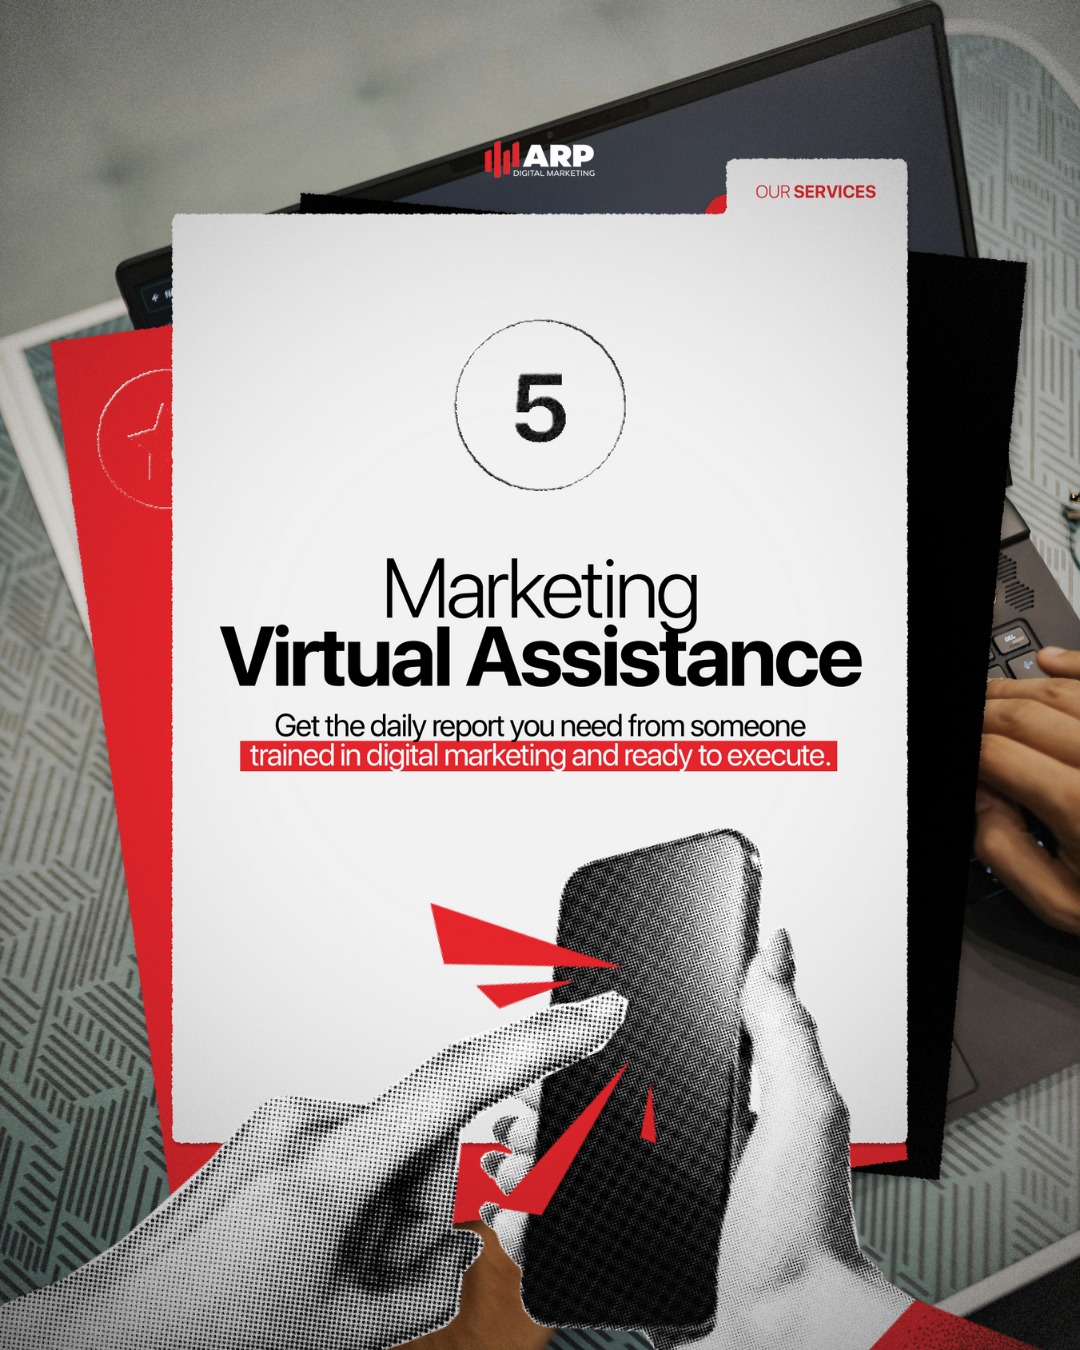 ARP
DIGITAL MARKETING
OUR SERVICES
5
Marketing
Virtual Assistance
Get the daily report you need from someone
trained in digital marketing and ready to execute.
DEL